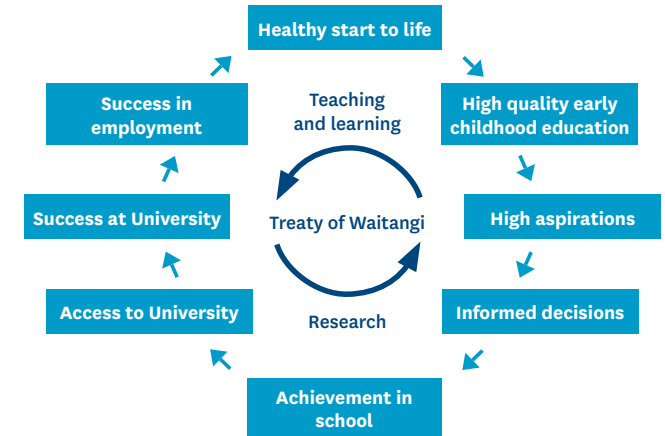 Healthy start to life
High quality early
childhood education
High aspirations
Informed decisions
Achievement in
school
Access to University
Success at University
Success in
employment
Teaching
and learning
Treaty of Waitangi
Research